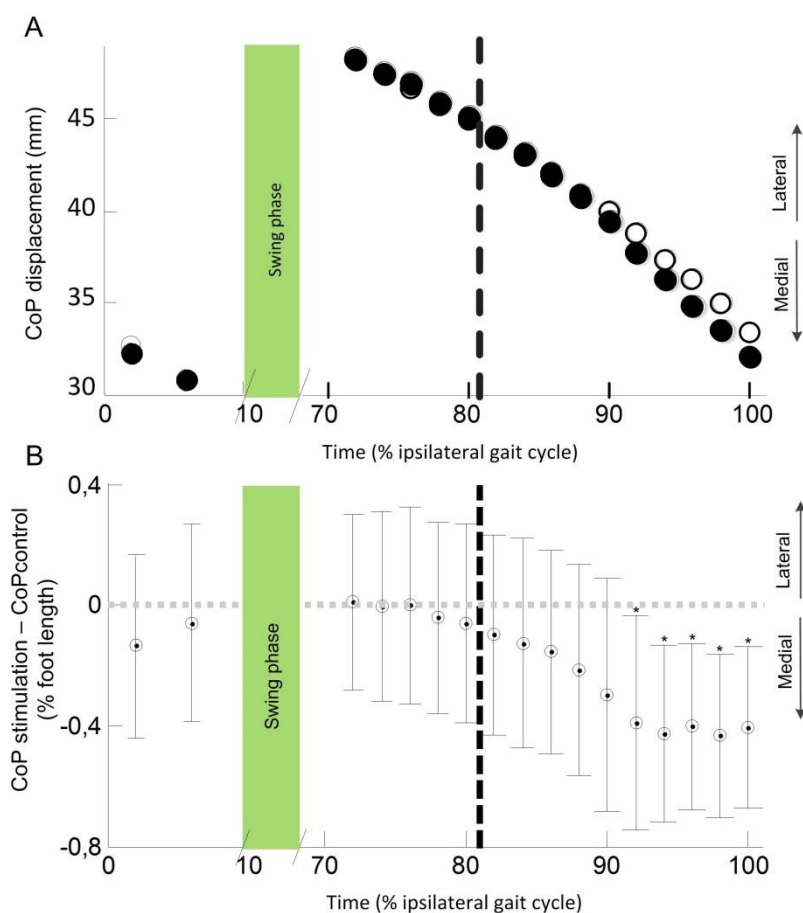 A
CoP displacement (mm)
45
40
35
30
Swing phase
Lateral
Medial
0
10
70
80
90
100
Time (% ipsilateral gait cycle)
B
CoP stimulation – CoPcontrol
(% foot length)
0,4
0
-0,4
-0,8
Swing phase
* * * * *
Lateral
Medial
0
10
70
80
90
100
Time (% ipsilateral gait cycle)